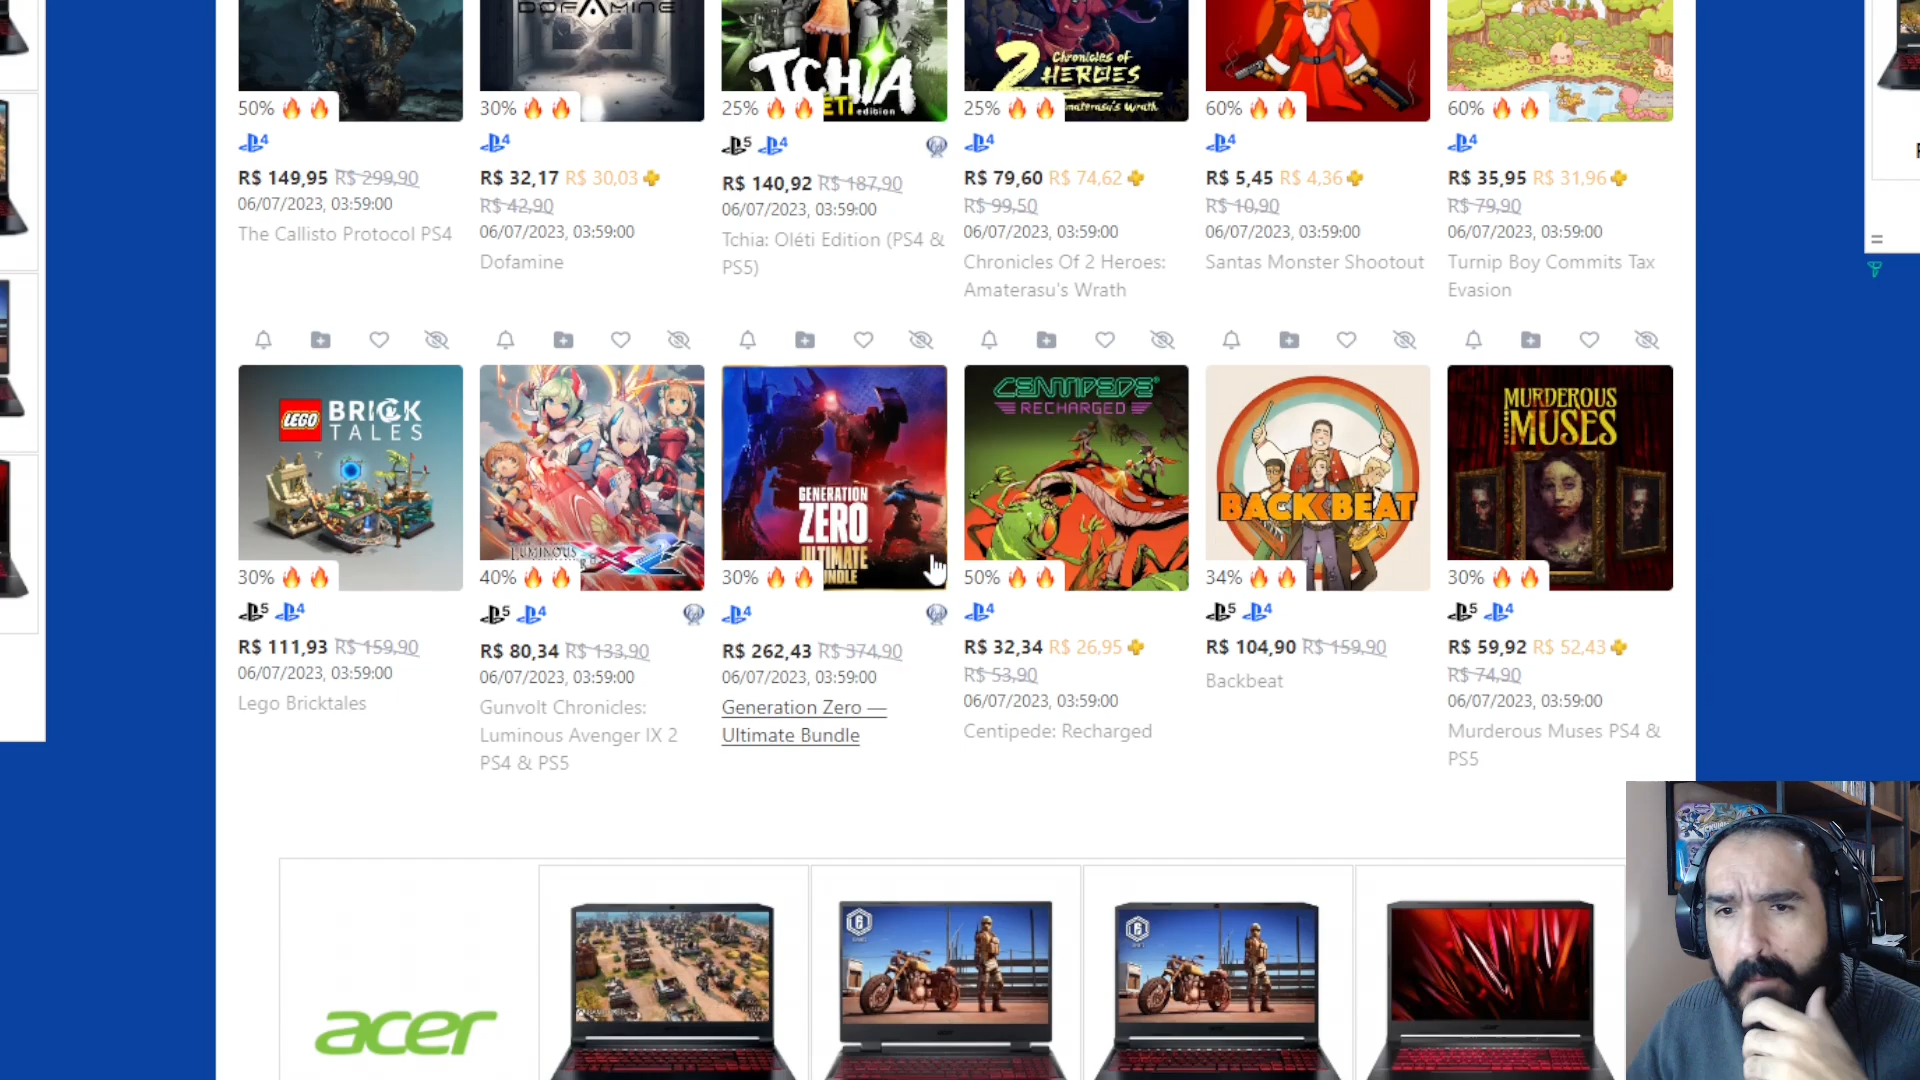 DOFAMINE
TCHIA
OLÉTI edition
Chronicles of
2 HEROES
Amaterasu's Wrath
50%
30%
25%
25%
60%
60%
R$ 149,95 R$ 299,90
06/07/2023, 03:59:00
The Callisto Protocol PS4
R$ 32,17 R$ 30,03
R$ 42,90
06/07/2023, 03:59:00
Dofamine
R$ 140,92 R$ 187,90
06/07/2023, 03:59:00
Tchia: Oléti Edition (PS4 &
PS5)
R$ 79,60 R$ 74,62
R$ 99,50
06/07/2023, 03:59:00
Chronicles Of 2 Heroes:
Amaterasu's Wrath
R$ 5,45 R$ 4,36
R$ 10,90
06/07/2023, 03:59:00
Santas Monster Shootout
R$ 35,95 R$ 31,96
R$ 79,90
06/07/2023, 03:59:00
Turnip Boy Commits Tax
Evasion
LEGO BRICK
TALES
30%
R$ 111,93 R$ 159,90
06/07/2023, 03:59:00
Lego Bricktales
LUMINOUS
40%
R$ 80,34 R$ 133,90
06/07/2023, 03:59:00
Gunvolt Chronicles:
Luminous Avenger IX 2
PS4 & PS5
GENERATION
ZERO
ULTIMATE
BUNDLE
30%
R$ 262,43 R$ 374,90
06/07/2023, 03:59:00
Generation Zero —
Ultimate Bundle
CENTIPEDE
RECHARGED
50%
R$ 32,34 R$ 26,95
R$ 53,90
06/07/2023, 03:59:00
Centipede: Recharged
BACKBEAT
34%
R$ 104,90 R$ 159,90
Backbeat
MURDEROUS
MUSES
30%
R$ 59,92 R$ 52,43
R$ 74,90
06/07/2023, 03:59:00
Murderous Muses PS4 &
PS5
acer